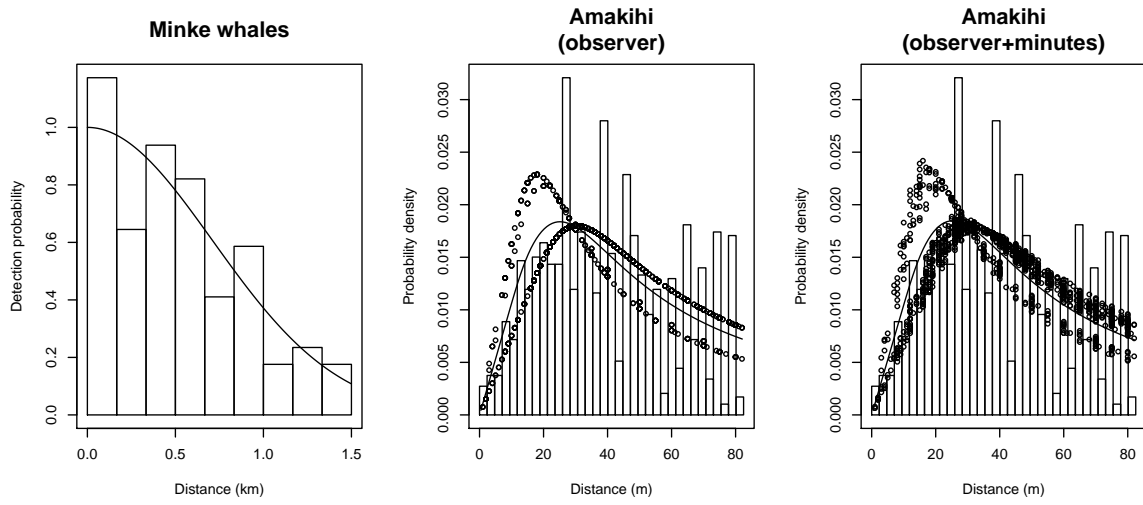 Minke whales
Detection probability
1.0
0.8
0.6
0.4
0.2
0.0
0.0 0.5 1.0 1.5
Distance (km)
Amakihi
(observer)
Probability density
0.030
0.025
0.020
0.015
0.010
0.005
0.000
0 20 40 60 80
Distance (m)
Amakihi
(observer+minutes)
Probability density
0.030
0.025
0.020
0.015
0.010
0.005
0.000
0 20 40 60 80
Distance (m)